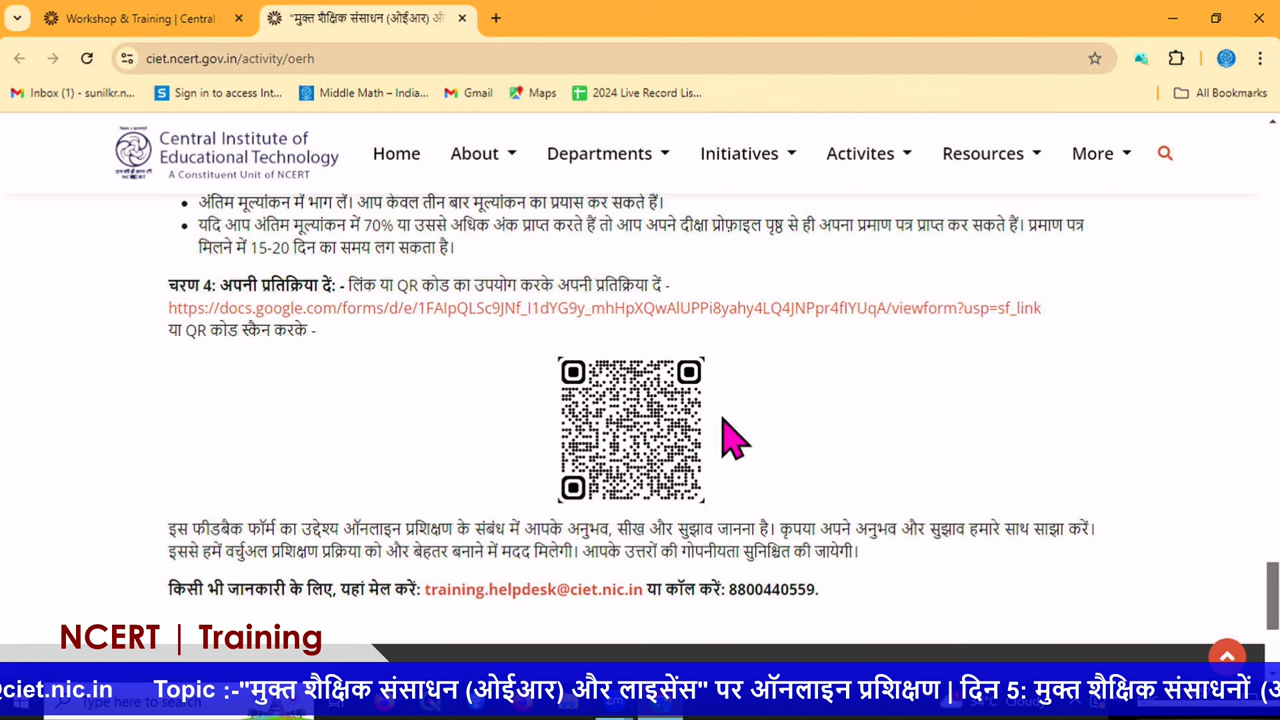 Workshop & Training | Central
"मुक्त शैक्षिक संसाधन (ओईआर) औ
ciet.ncert.gov.in/activity/oerh
Inbox (1) - sunilkr.n...
Sign in to access Int...
Middle Math – India...
Gmail
Maps
2024 Live Record Lis...
All Bookmarks
Central Institute of
Educational Technology
A Constituent Unit of NCERT
Home About Departments Initiatives Activites Resources More
• अंतिम मूल्यांकन में भाग लें। आप केवल तीन बार मूल्यांकन का प्रयास कर सकते हैं।
• यदि आप अंतिम मूल्यांकन में 70% या उससे अधिक अंक प्राप्त करते हैं तो आप अपने दीक्षा प्रोफ़ाइल पृष्ठ से ही अपना प्रमाण पत्र प्राप्त कर सकते हैं। प्रमाण पत्र
मिलने में 15-20 दिन का समय लग सकता है।
चरण 4: अपनी प्रतिक्रिया दें: - लिंक या QR कोड का उपयोग करके अपनी प्रतिक्रिया दें -
https://docs.google.com/forms/d/e/1FAIpQLSc9JNf_I1dYG9y_mhHpXQwAlUPPi8yahy4LQ4JNPpr4fIYUqA/viewform?usp=sf_link
या QR कोड स्कैन करके -
इस फीडबैक फॉर्म का उद्देश्य ऑनलाइन प्रशिक्षण के संबंध में आपके अनुभव, सीख और सुझाव जानना है। कृपया अपने अनुभव और सुझाव हमारे साथ साझा करें।
इससे हमें वर्चुअल प्रशिक्षण प्रक्रिया को और बेहतर बनाने में मदद मिलेगी। आपके उत्तरों की गोपनीयता सुनिश्चित की जायेगी।
किसी भी जानकारी के लिए, यहां मेल करें: training.helpdesk@ciet.nic.in या कॉल करें: 8800440559.
NCERT | Training
@ciet.nic.in Topic :-"मुक्त शैक्षिक संसाधन (ओईआर) और लाइसेंस" पर ऑनलाइन प्रशिक्षण | दिन 5: मुक्त शैक्षिक संसाधनों
Type here to search